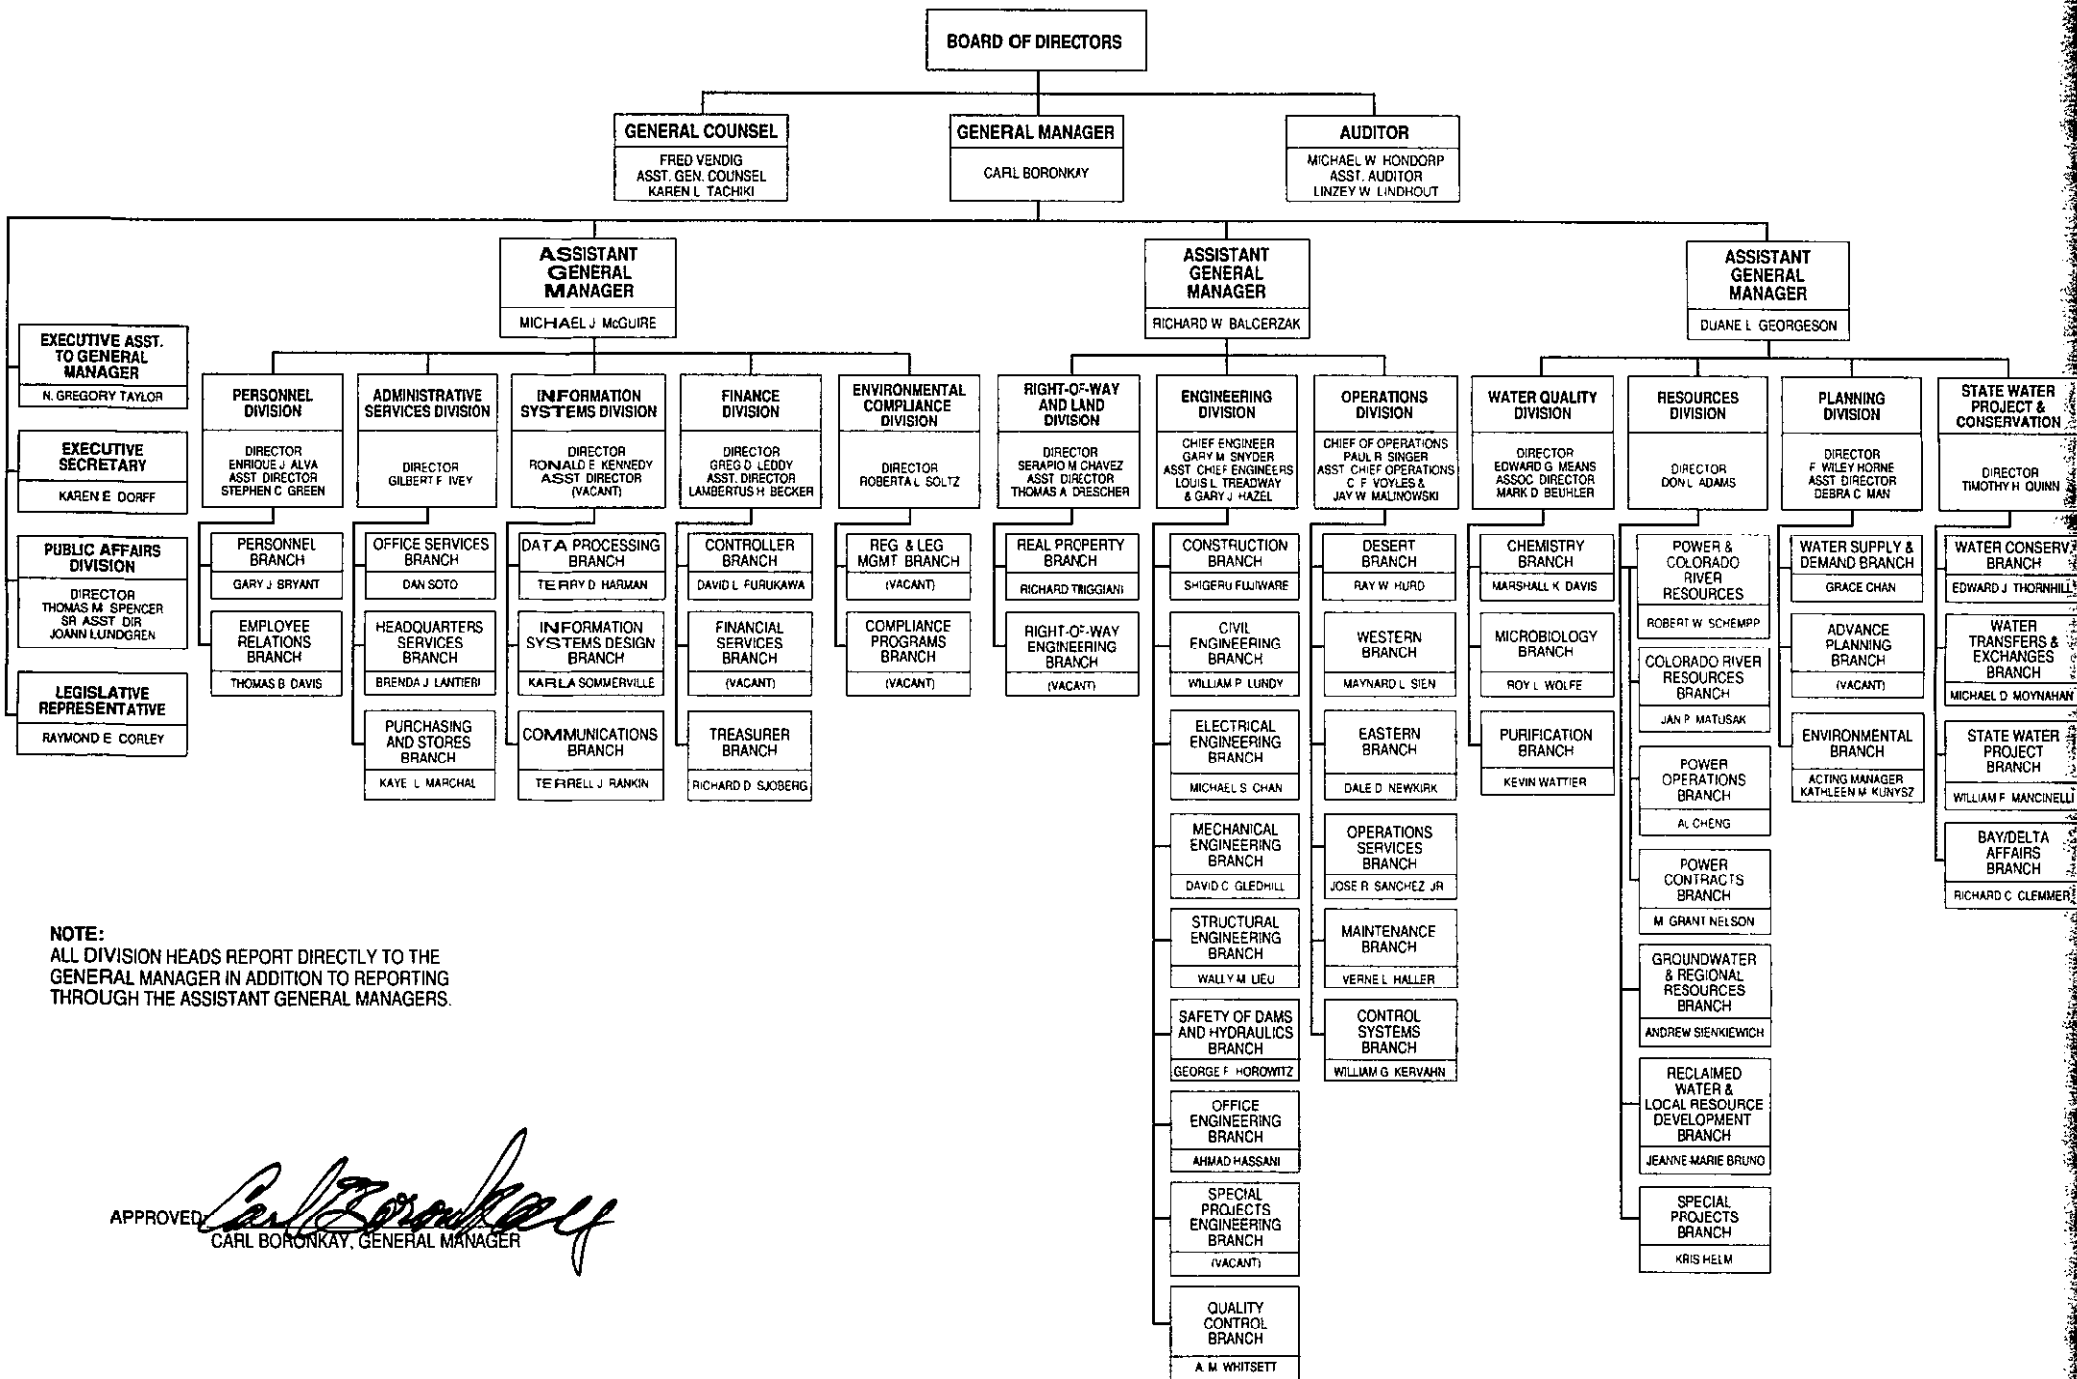 BOARD OF DIRECTORS
GENERAL COUNSEL
FRED VENDIG
ASST. GEN. COUNSEL
KAREN L TACHIKI
GENERAL MANAGER
CARL BORONKAY
AUDITOR
MICHAEL W HONDORP
ASST. AUDITOR
LINZEY W LINDHOUT
ASSISTANT
GENERAL
MANAGER
MICHAEL J McGUIRE
ASSISTANT
GENERAL
MANAGER
RICHARD W BALCERZAK
ASSISTANT
GENERAL
MANAGER
DUANE L GEORGESON
EXECUTIVE ASST.
TO GENERAL
MANAGER
N. GREGORY TAYLOR
EXECUTIVE
SECRETARY
KAREN E DORFF
PUBLIC AFFAIRS
DIVISION
DIRECTOR
THOMAS M SPENCER
SR ASST DIR
JOANN LUNDGREN
LEGISLATIVE
REPRESENTATIVE
RAYMOND E CORLEY
PERSONNEL
DIVISION
DIRECTOR
ENRIQUE J ALVA
ASST DIRECTOR
STEPHEN C GREEN
PERSONNEL
BRANCH
GARY J BRYANT
EMPLOYEE
RELATIONS
BRANCH
THOMAS B DAVIS
ADMINISTRATIVE
SERVICES DIVISION
DIRECTOR
GILBERT F IVEY
OFFICE SERVICES
BRANCH
DAN SOTO
HEADQUARTERS
SERVICES
BRANCH
BRENDA J LANTIERI
PURCHASING
AND STORES
BRANCH
KAYE L MARCHAL
INFORMATION
SYSTEMS DIVISION
DIRECTOR
RONALD E KENNEDY
ASST DIRECTOR
(VACANT)
DATA PROCESSING
BRANCH
TERRY D HARMAN
INFORMATION
SYSTEMS DESIGN
BRANCH
KARLA SOMMERVILLE
COMMUNICATIONS
BRANCH
TERRELL J RANKIN
FINANCE
DIVISION
DIRECTOR
GREG D LEDDY
ASST. DIRECTOR
LAMBERTUS H BECKER
CONTROLLER
BRANCH
DAVID L FURUKAWA
FINANCIAL
SERVICES
BRANCH
(VACANT)
TREASURER
BRANCH
RICHARD D SJOBERG
ENVIRONMENTAL
COMPLIANCE
DIVISION
DIRECTOR
ROBERTA L SOLTZ
REG & LEG
MGMT BRANCH
(VACANT)
COMPLIANCE
PROGRAMS
BRANCH
(VACANT)
RIGHT-OF-WAY
AND LAND
DIVISION
DIRECTOR
SERAPIO M CHAVEZ
ASST DIRECTOR
THOMAS A DRESCHER
REAL PROPERTY
BRANCH
RICHARD TRIGGIANI
RIGHT-OF-WAY
ENGINEERING
BRANCH
(VACANT)
ENGINEERING
DIVISION
CHIEF ENGINEER
GARY M SNYDER
ASST CHIEF ENGINEERS
LOUIS L TREADWAY
& GARY J HAZEL
CONSTRUCTION
BRANCH
SHIGERU FUJIWARE
CIVIL
ENGINEERING
BRANCH
WILLIAM P LUNDY
ELECTRICAL
ENGINEERING
BRANCH
MICHAEL S CHAN
MECHANICAL
ENGINEERING
BRANCH
DAVID C GLEDHILL
STRUCTURAL
ENGINEERING
BRANCH
WALLY M LIEU
SAFETY OF DAMS
AND HYDRAULICS
BRANCH
GEORGE F HOROWITZ
OFFICE
ENGINEERING
BRANCH
AHMAD HASSANI
SPECIAL
PROJECTS
ENGINEERING
BRANCH
(VACANT)
QUALITY
CONTROL
BRANCH
A M WHITSETT
OPERATIONS
DIVISION
CHIEF OF OPERATIONS
PAUL R SINGER
ASST CHIEF OPERATIONS
C F VOYLES &
JAY W MALINOWSKI
DESERT
BRANCH
RAY W HURD
WESTERN
BRANCH
MAYNARD L SIEN
EASTERN
BRANCH
DALE D NEWKIRK
OPERATIONS
SERVICES
BRANCH
JOSE R SANCHEZ JR
MAINTENANCE
BRANCH
VERNE L HALLER
CONTROL
SYSTEMS
BRANCH
WILLIAM G KERVAHN
WATER QUALITY
DIVISION
DIRECTOR
EDWARD G MEANS
ASSOC DIRECTOR
MARK D BEUHLER
CHEMISTRY
BRANCH
MARSHALL K DAVIS
MICROBIOLOGY
BRANCH
ROY L WOLFE
PURIFICATION
BRANCH
KEVIN WATTIER
RESOURCES
DIVISION
DIRECTOR
DON L ADAMS
POWER &
COLORADO
RIVER
RESOURCES
ROBERT W SCHEMPP
COLORADO RIVER
RESOURCES
BRANCH
JAN P MATUSAK
POWER
OPERATIONS
BRANCH
AL CHENG
POWER
CONTRACTS
BRANCH
M GRANT NELSON
GROUNDWATER
& REGIONAL
RESOURCES
BRANCH
ANDREW SIENKIEWICH
RECLAIMED
WATER &
LOCAL RESOURCE
DEVELOPMENT
BRANCH
JEANNE-MARIE BRUNO
SPECIAL
PROJECTS
BRANCH
KRIS HELM
PLANNING
DIVISION
DIRECTOR
F WILEY HORNE
ASST DIRECTOR
DEBRA C MAN
WATER SUPPLY &
DEMAND BRANCH
GRACE CHAN
ADVANCE
PLANNING
BRANCH
(VACANT)
ENVIRONMENTAL
BRANCH
ACTING MANAGER
KATHLEEN M KUNYSZ
STATE WATER
PROJECT &
CONSERVATION
DIRECTOR
TIMOTHY H QUINN
WATER CONSERV.
BRANCH
EDWARD J THORNHILL
WATER
TRANSFERS &
EXCHANGES
BRANCH
MICHAEL D MOYNAHAN
STATE WATER
PROJECT
BRANCH
WILLIAM F MANCINELLI
BAY/DELTA
AFFAIRS
BRANCH
RICHARD C CLEMMER
NOTE:
ALL DIVISION HEADS REPORT DIRECTLY TO THE
GENERAL MANAGER IN ADDITION TO REPORTING
THROUGH THE ASSISTANT GENERAL MANAGERS.
APPROVED: Carl Boronkay
CARL BORONKAY, GENERAL MANAGER